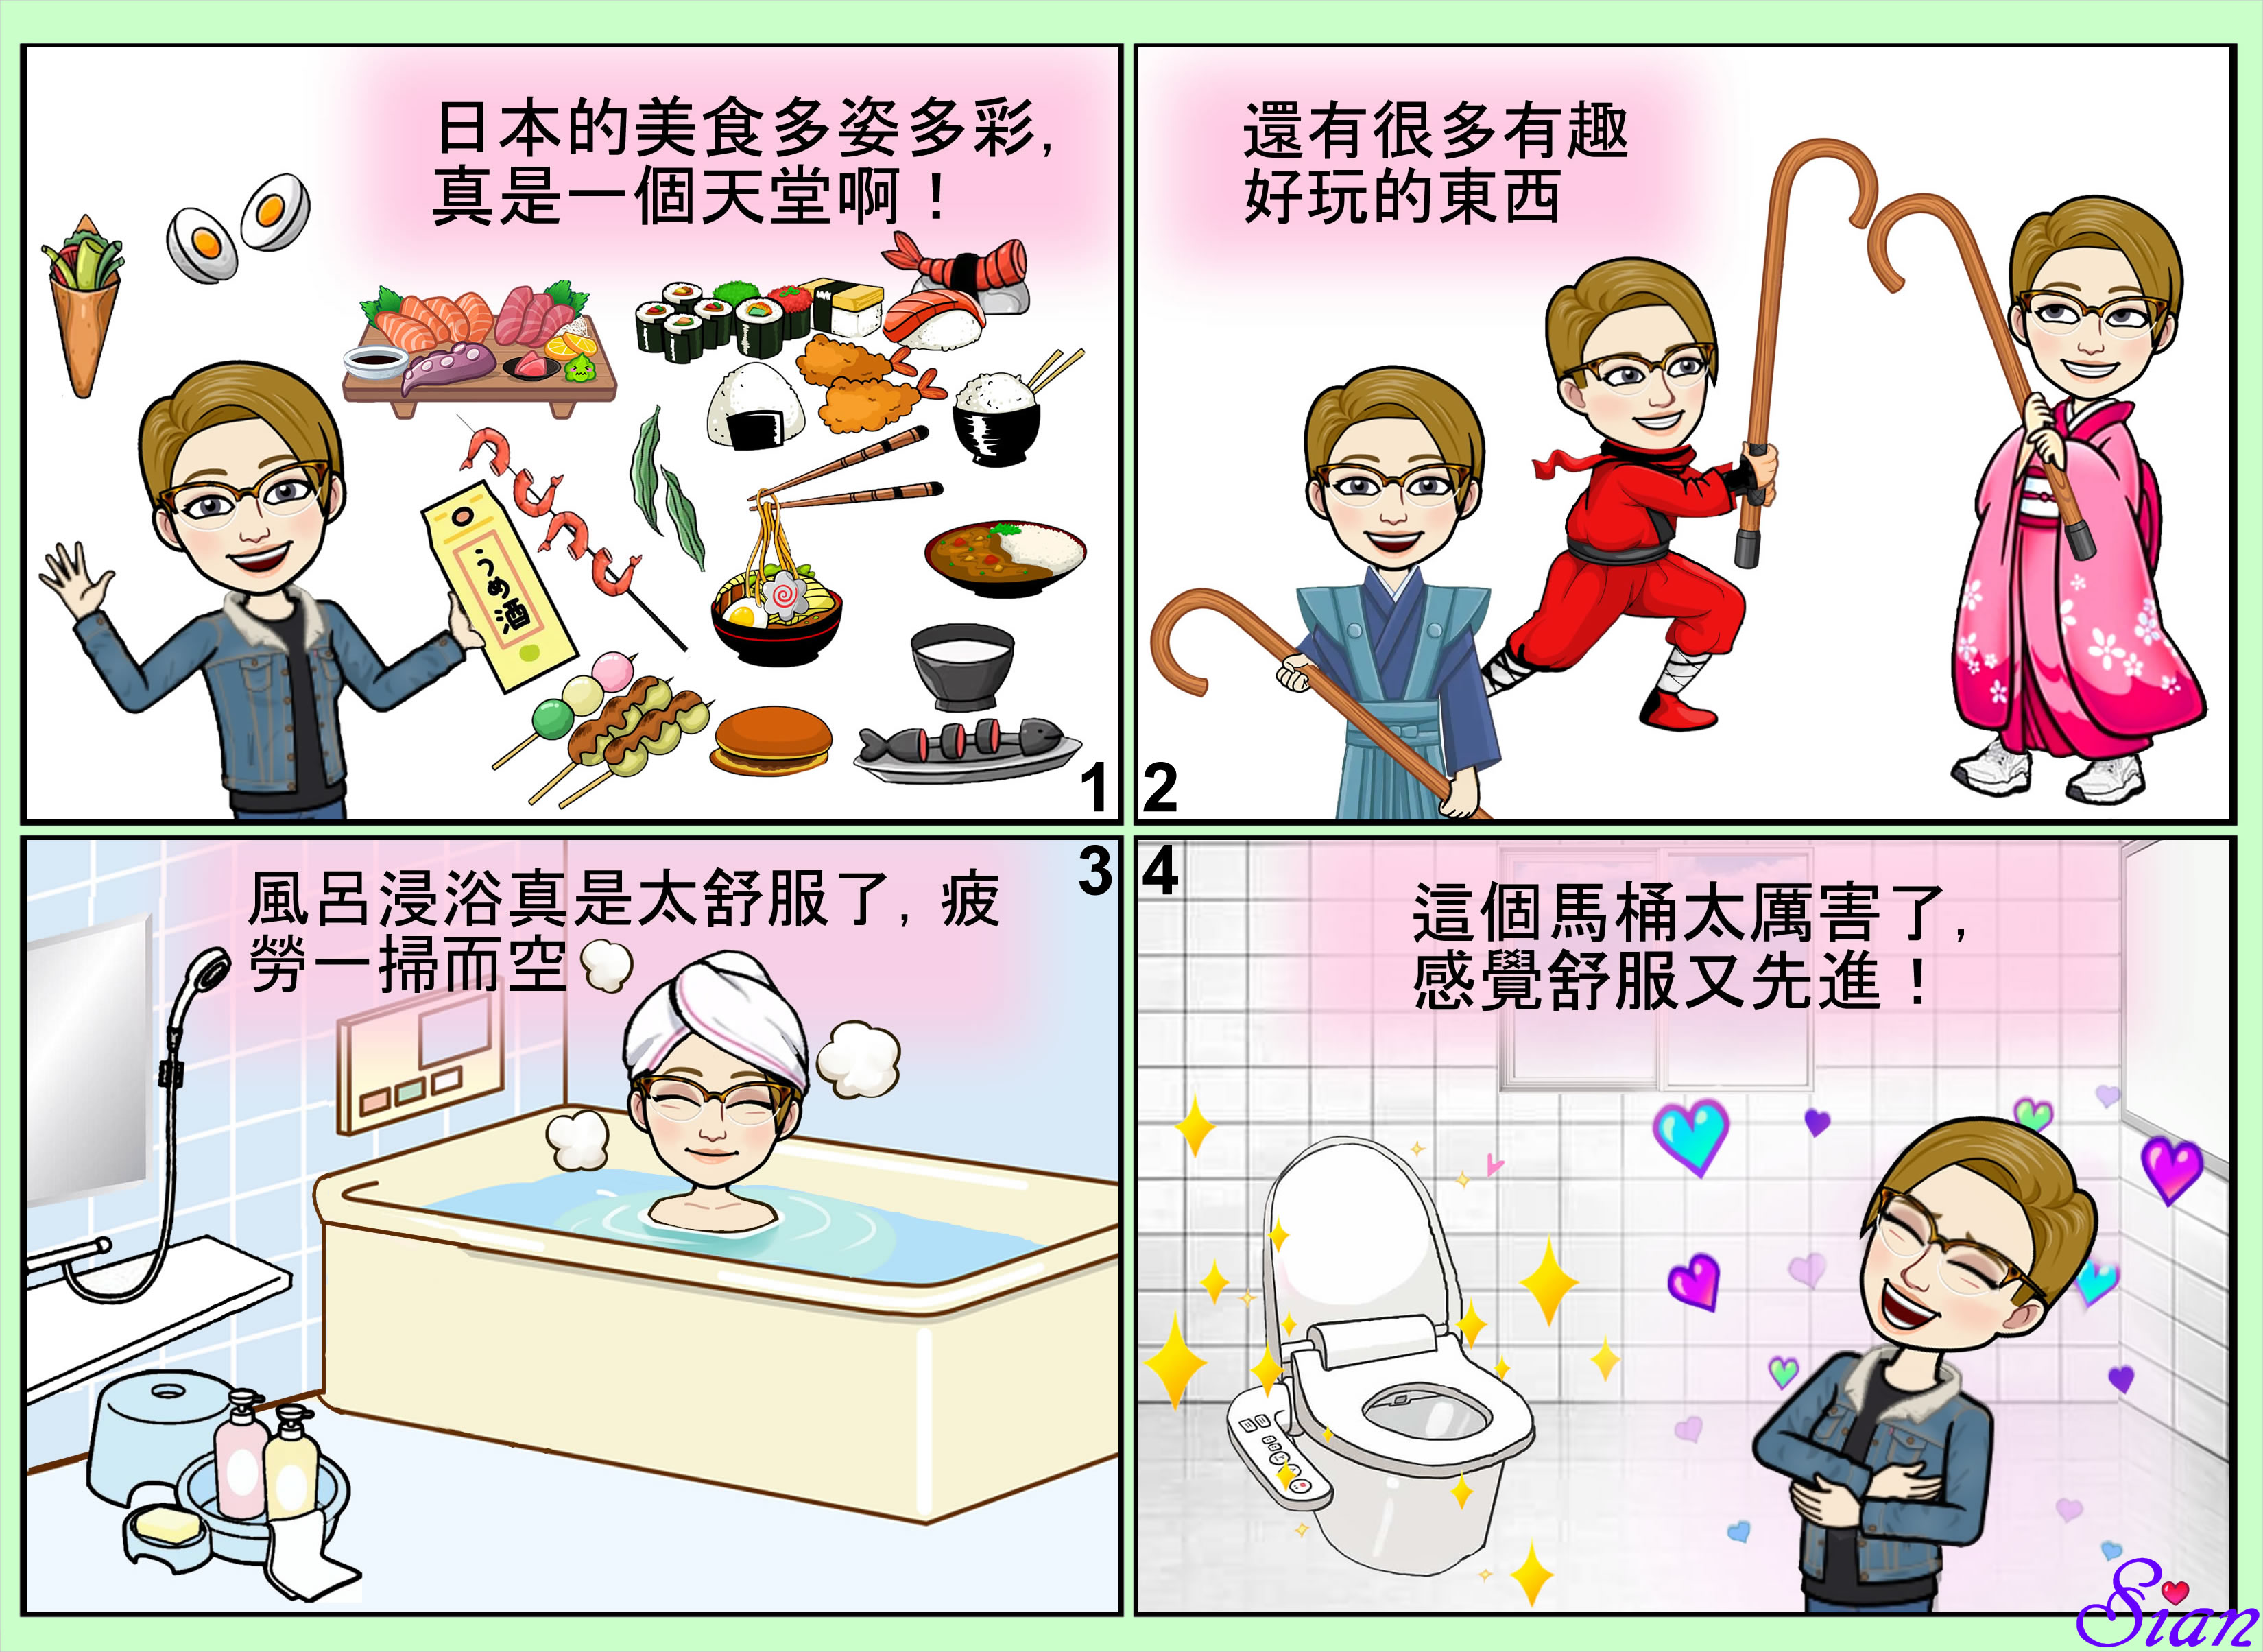 日本的美食多姿多彩,
真是一個天堂啊！
うめ酒
1
還有很多有趣
好玩的東西
2
風呂浸浴真是太舒服了, 疲
勞一掃而空
3
4
這個馬桶太厲害了,
感覺舒服又先進！
Sian